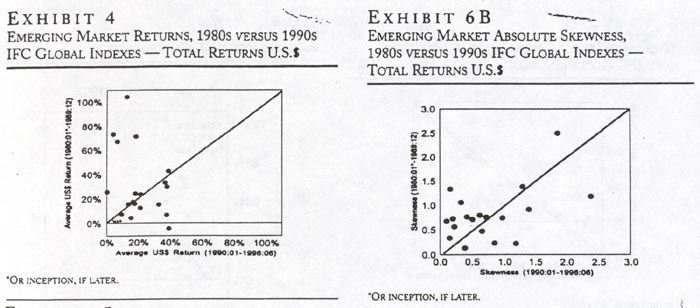 EXHIBIT 4
EMERGING MARKET RETURNS, 1980S VERSUS 1990S
IFC GLOBAL INDEXES — TOTAL RETURNS U.S.$
Average US$ Return (1980:01*-1989:12)
100%
80%
60%
40%
20%
0%
0% 20% 40% 60% 80% 100%
Average US$ Return (1990:01-1996:06)
*OR INCEPTION, IF LATER.
EXHIBIT 6B
EMERGING MARKET ABSOLUTE SKEWNESS,
1980S VERSUS 1990S IFC GLOBAL INDEXES —
TOTAL RETURNS U.S.$
Skewness (1980:01*-1989:12)
3.0
2.5
2.0
1.5
1.0
0.5
0.0
0.0 0.5 1.0 1.5 2.0 2.5 3.0
Skewness (1990:01-1996:06)
*OR INCEPTION, IF LATER.